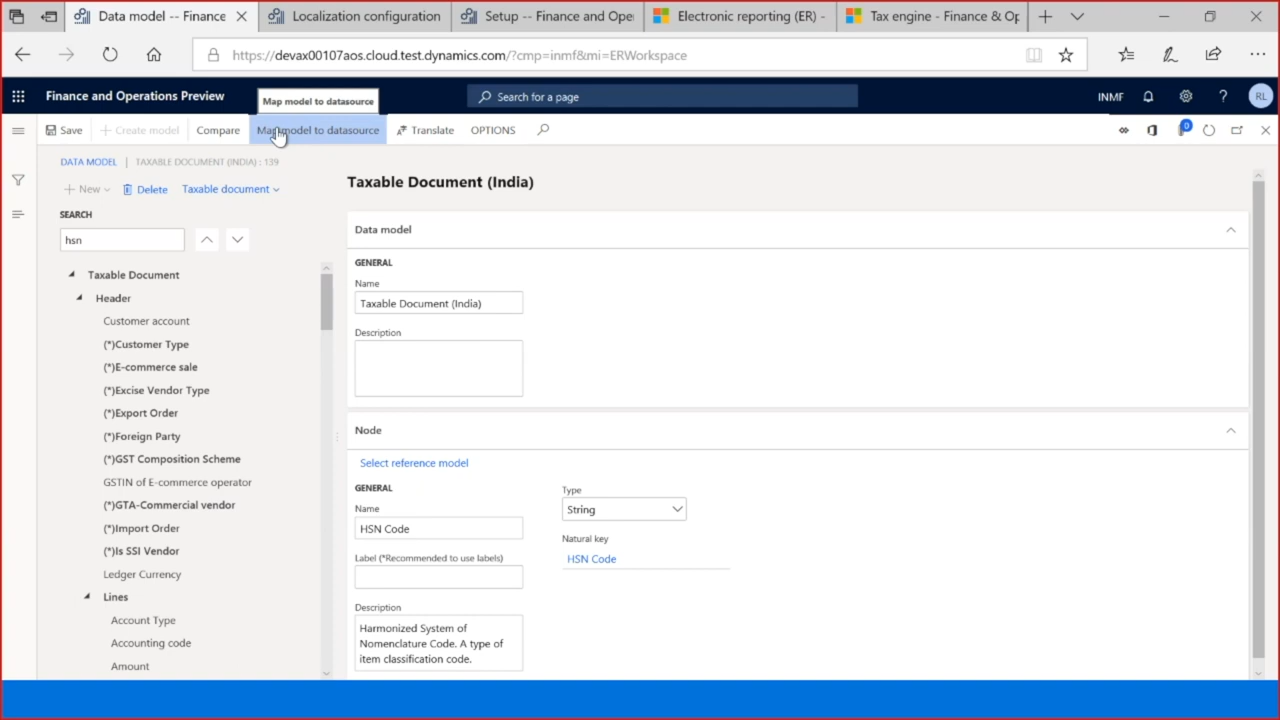 Data model -- Finance
Localization configuration
Setup -- Finance and Ope
Electronic reporting (ER) -
Tax engine - Finance & Op
https://devax00107aos.cloud.test.dynamics.com/?cmp=inmf&mi=ERWorkspace
Finance and Operations Preview
Map model to datasource
Search for a page
INMF
?
RL
Save
Create model
Compare
Map model to datasource
Translate
OPTIONS
0
DATA MODEL | TAXABLE DOCUMENT (INDIA) : 139
New
Delete
Taxable document
SEARCH
hsn
Taxable Document
Header
Customer account
(*)Customer Type
(*)E-commerce sale
(*)Excise Vendor Type
(*)Export Order
(*)Foreign Party
(*)GST Composition Scheme
GSTIN of E-commerce operator
(*)GTA-Commercial vendor
(*)Import Order
(*)Is SSI Vendor
Ledger Currency
Lines
Account Type
Accounting code
Amount
Taxable Document (India)
Data model
GENERAL
Name
Taxable Document (India)
Description
Node
Select reference model
GENERAL
Name
HSN Code
Label (*Recommended to use labels)
Description
Harmonized System of
Nomenclature Code. A type of
item classification code.
Type
String
Natural key
HSN Code